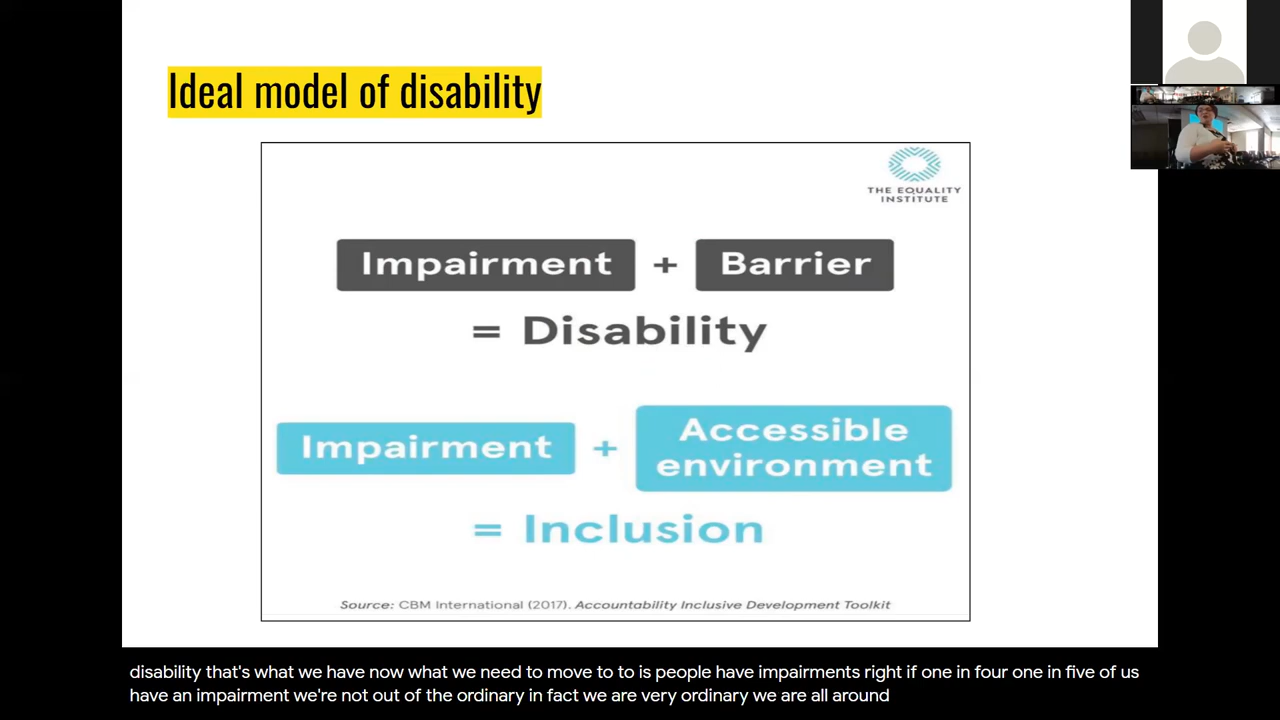 Ideal model of disability
THE EQUALITY
INSTITUTE
Impairment + Barrier
= Disability
Impairment + Accessible
environment
= Inclusion
Source: CBM International (2017). Accountability Inclusive Development Toolkit
disability that's what we have now what we need to move to to is people have impairments right if one in four one in five of us
have an impairment we're not out of the ordinary in fact we are very ordinary we are all around